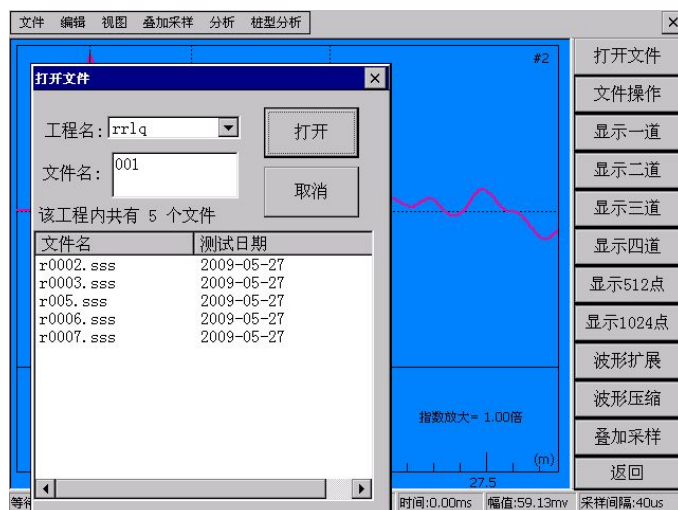 文件 编辑 视图 叠加采样 分析 桩型分析
#2
打开文件
工程名: rrlq
打开
文件名: 001
取消
该工程内共有 5 个文件
文件名 测试日期
r0002.sss 2009-05-27
r0003.sss 2009-05-27
r005.sss 2009-05-27
r0006.sss 2009-05-27
r0007.sss 2009-05-27
指数放大= 1.00倍
(m)
27.5
打开文件
文件操作
显示一道
显示二道
显示三道
显示四道
显示512点
显示1024点
波形扩展
波形压缩
叠加采样
返回
时间:0.00ms 幅值:59.13mv 采样间隔:40us